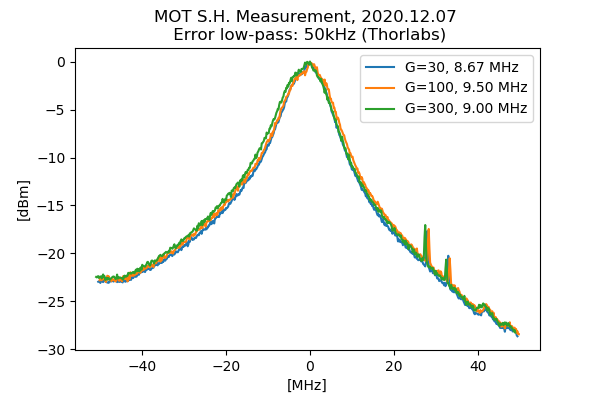 MOT S.H. Measurement, 2020.12.07
Error low-pass: 50kHz (Thorlabs)
G=30, 8.67 MHz
G=100, 9.50 MHz
G=300, 9.00 MHz
0
−5
−10
−15
−20
−25
−30
[dBm]
−40
−20
0
20
40
[MHz]